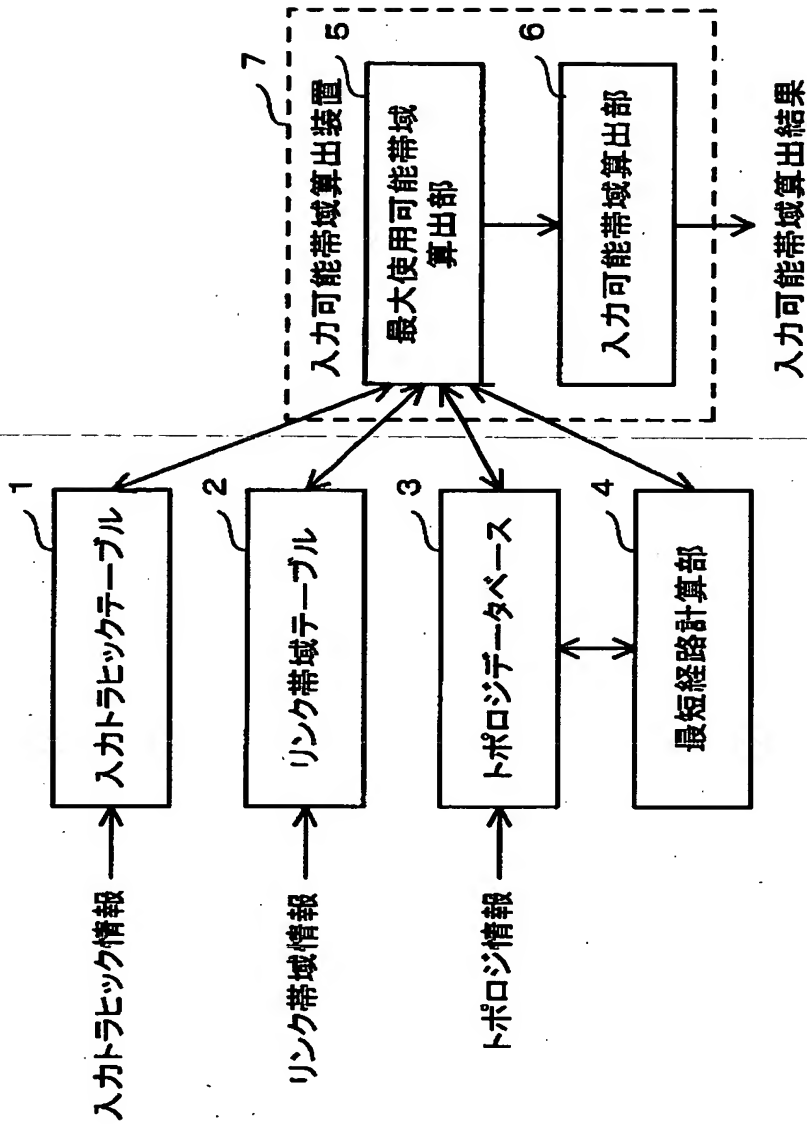 入力トラヒック情報
1
入力トラヒックテーブル
リンク帯域情報
2
リンク帯域テーブル
トポロジ情報
3
トポロジデータベース
4
最短経路計算部
7
入力可能帯域算出装置
5
最大使用可能帯域
算出部
6
入力可能帯域算出部
入力可能帯域算出結果